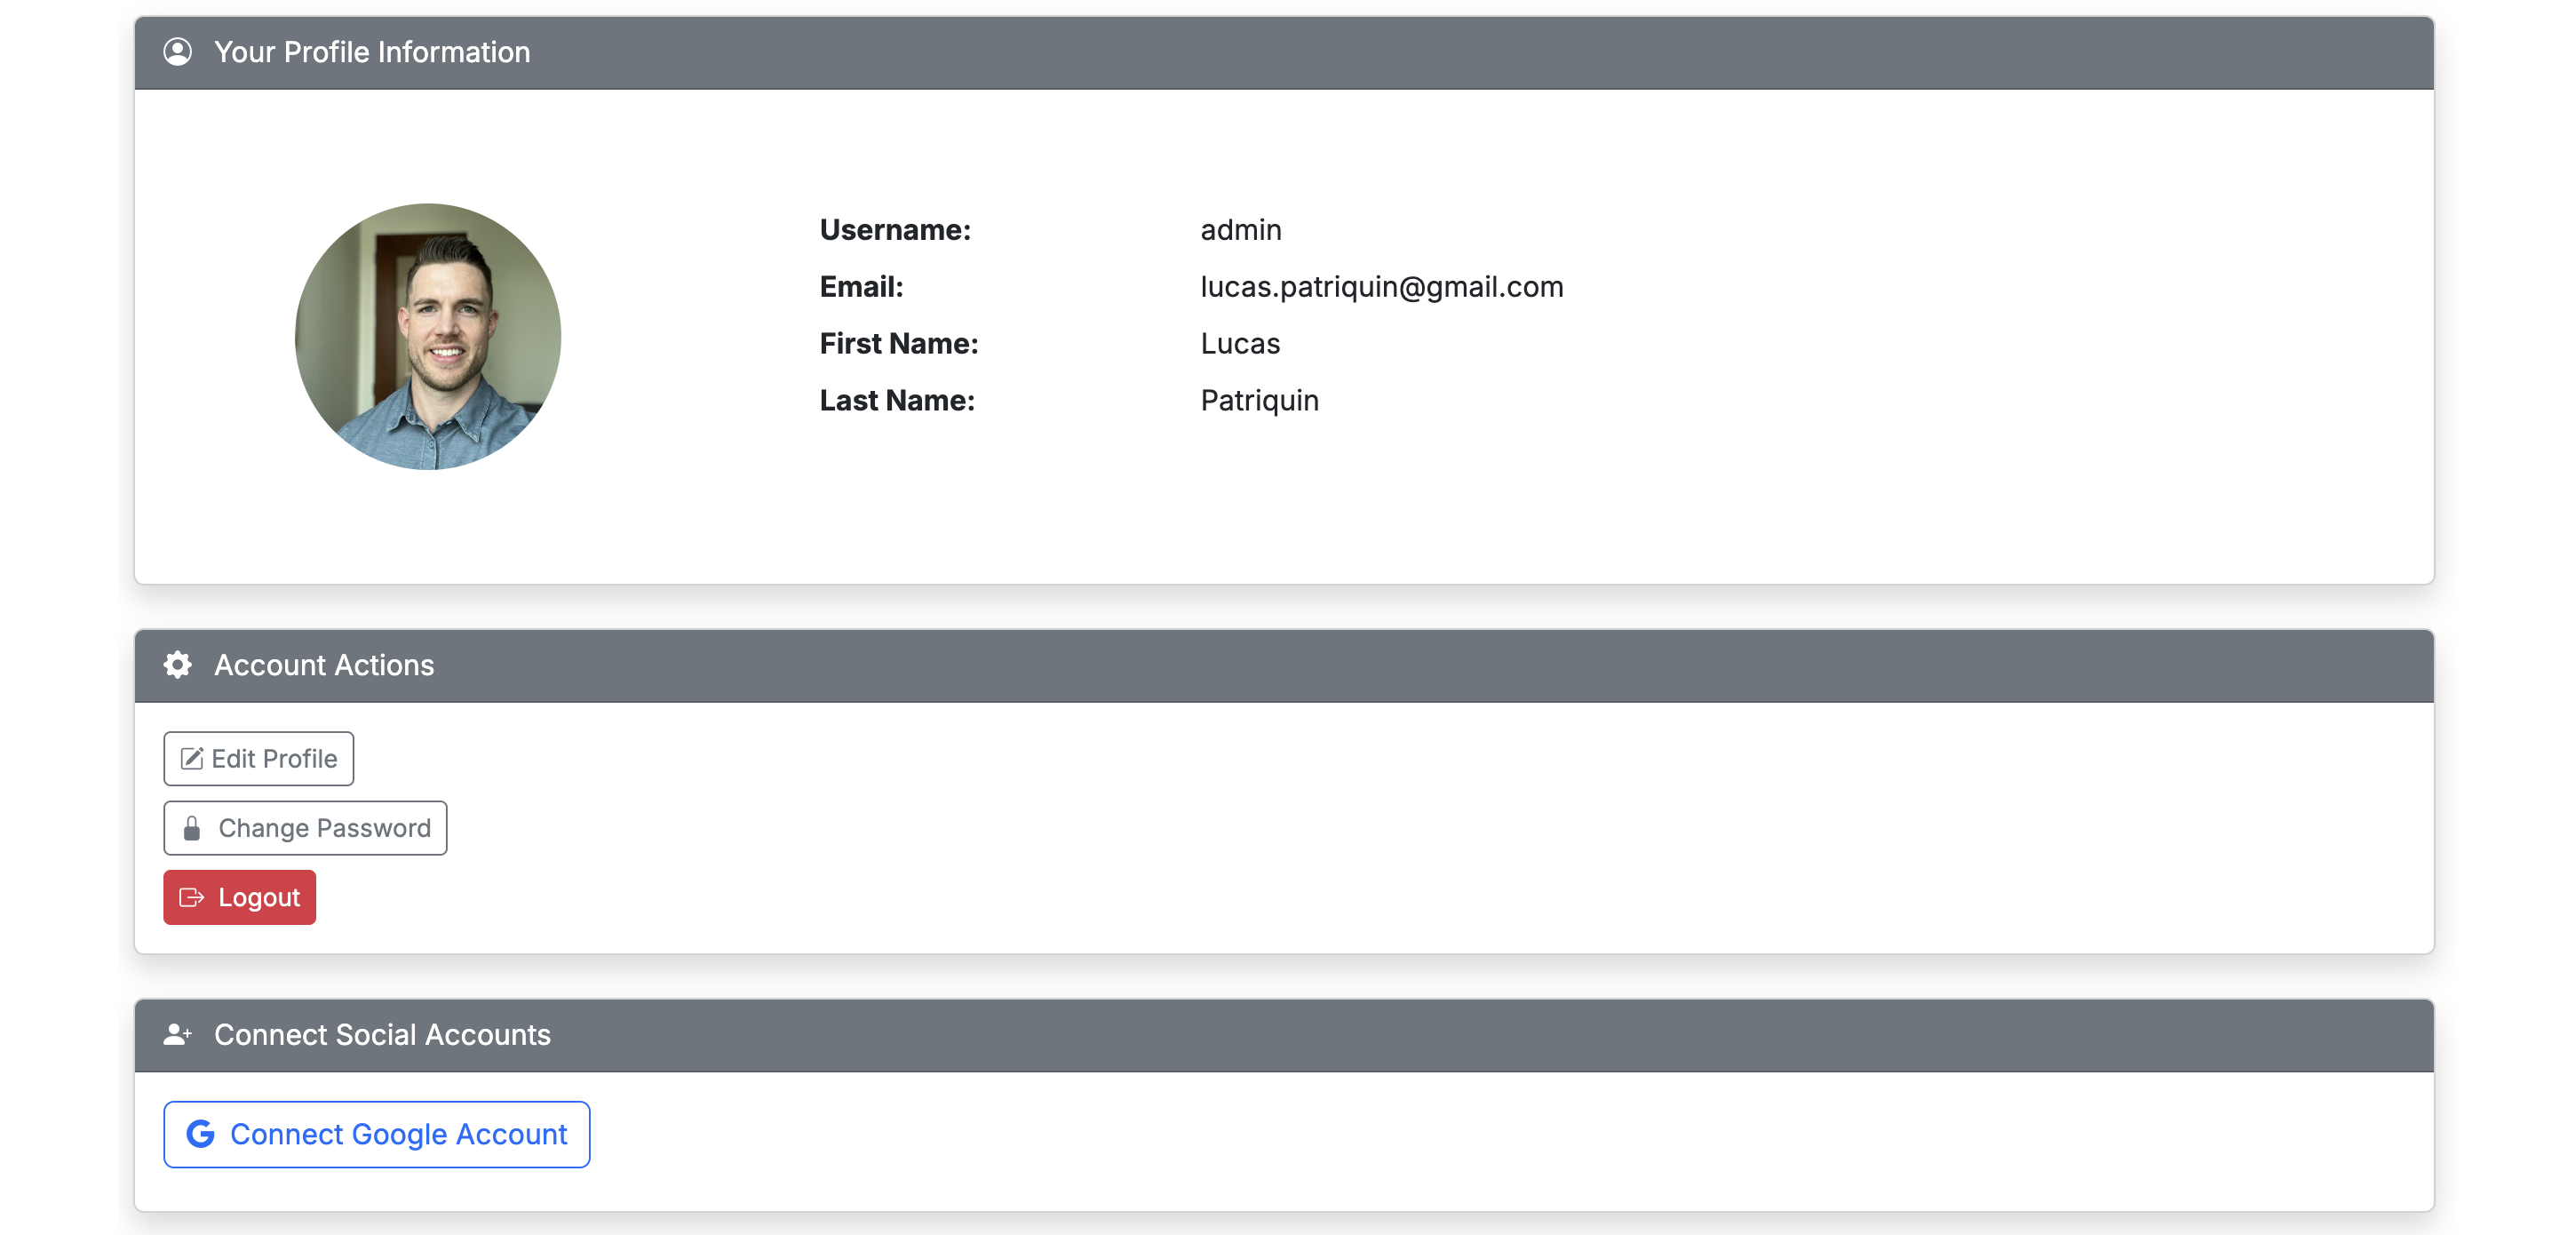 Your Profile Information
Username: admin
Email: lucas.patriquin@gmail.com
First Name: Lucas
Last Name: Patriquin
Account Actions
Edit Profile
Change Password
Logout
Connect Social Accounts
Connect Google Account